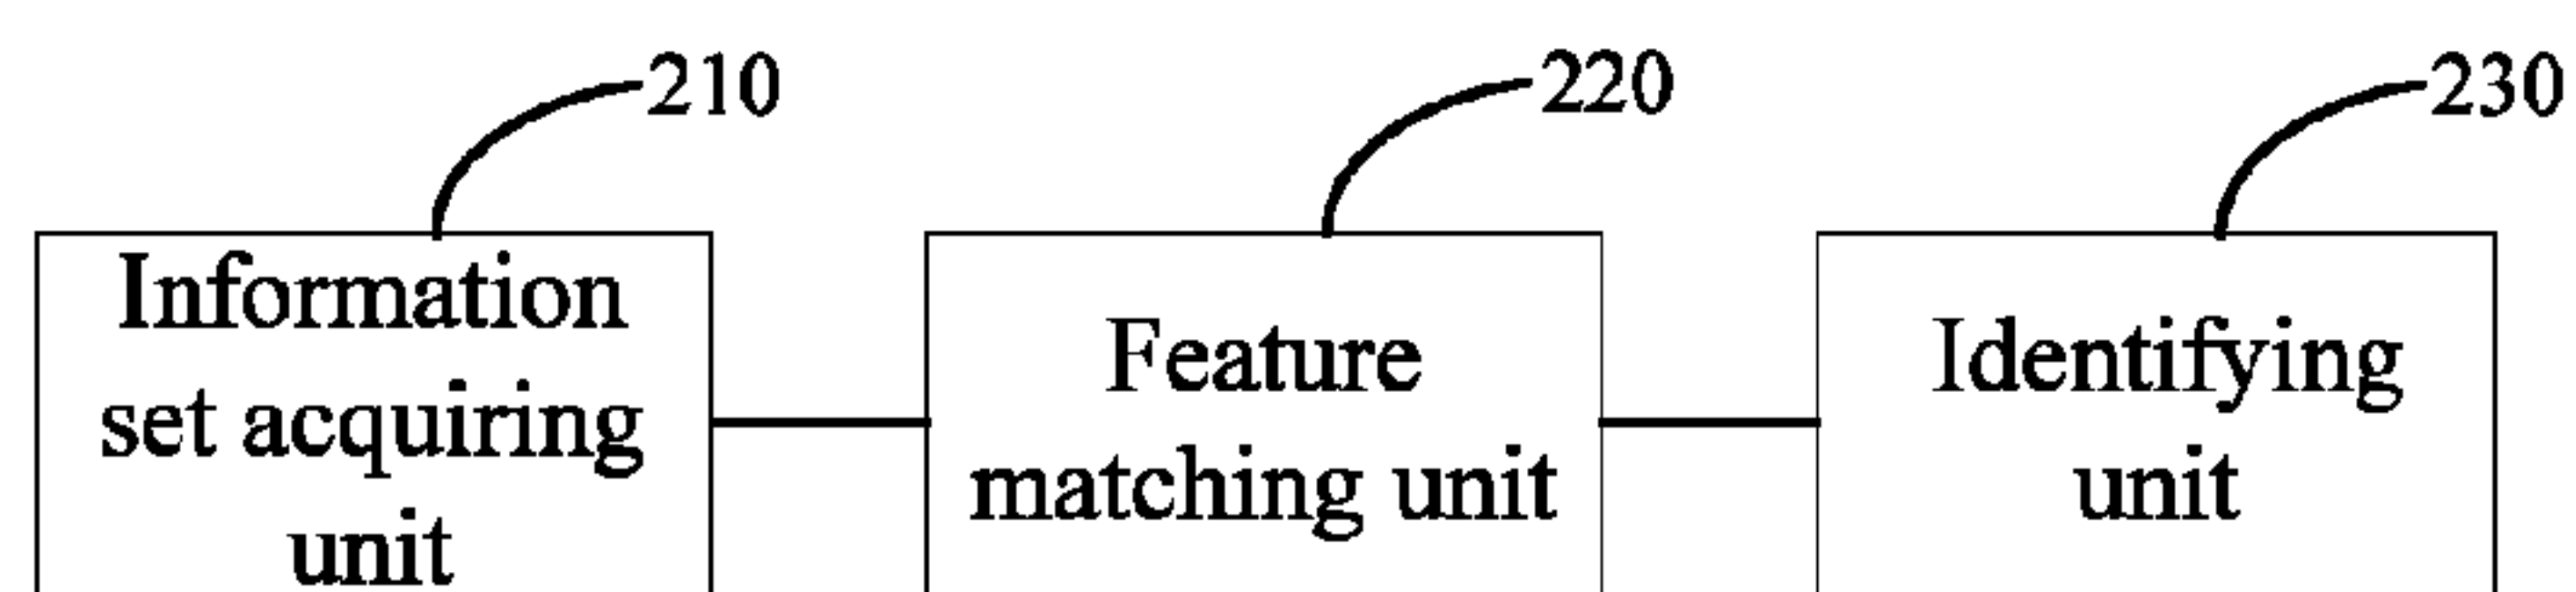 210
220
230
Information
set acquiring
unit
Feature
matching unit
Identifying
unit